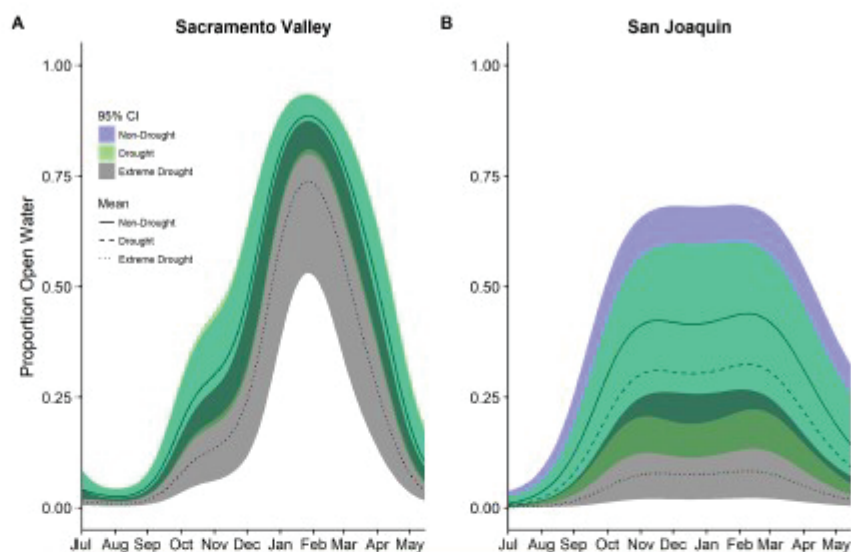 A
Sacramento Valley
Proportion Open Water
1.00
0.75
0.50
0.25
0.00
95% CI
Non-Drought
Drought
Extreme Drought
Mean
Non-Drought
Drought
Extreme Drought
Jul Aug Sep Oct Nov Dec Jan Feb Mar Apr May
B
San Joaquin
1.00
0.75
0.50
0.25
0.00
Jul Aug Sep Oct Nov Dec Jan Feb Mar Apr May